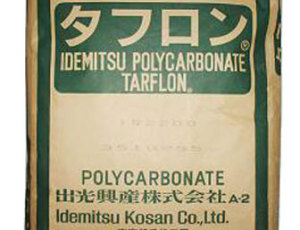 タフロン®
IDEMITSU POLYCARBONATE
TARFLON®
POLYCARBONATE
出光興産株式会社 A-2
Idemitsu Kosan Co.,Ltd.